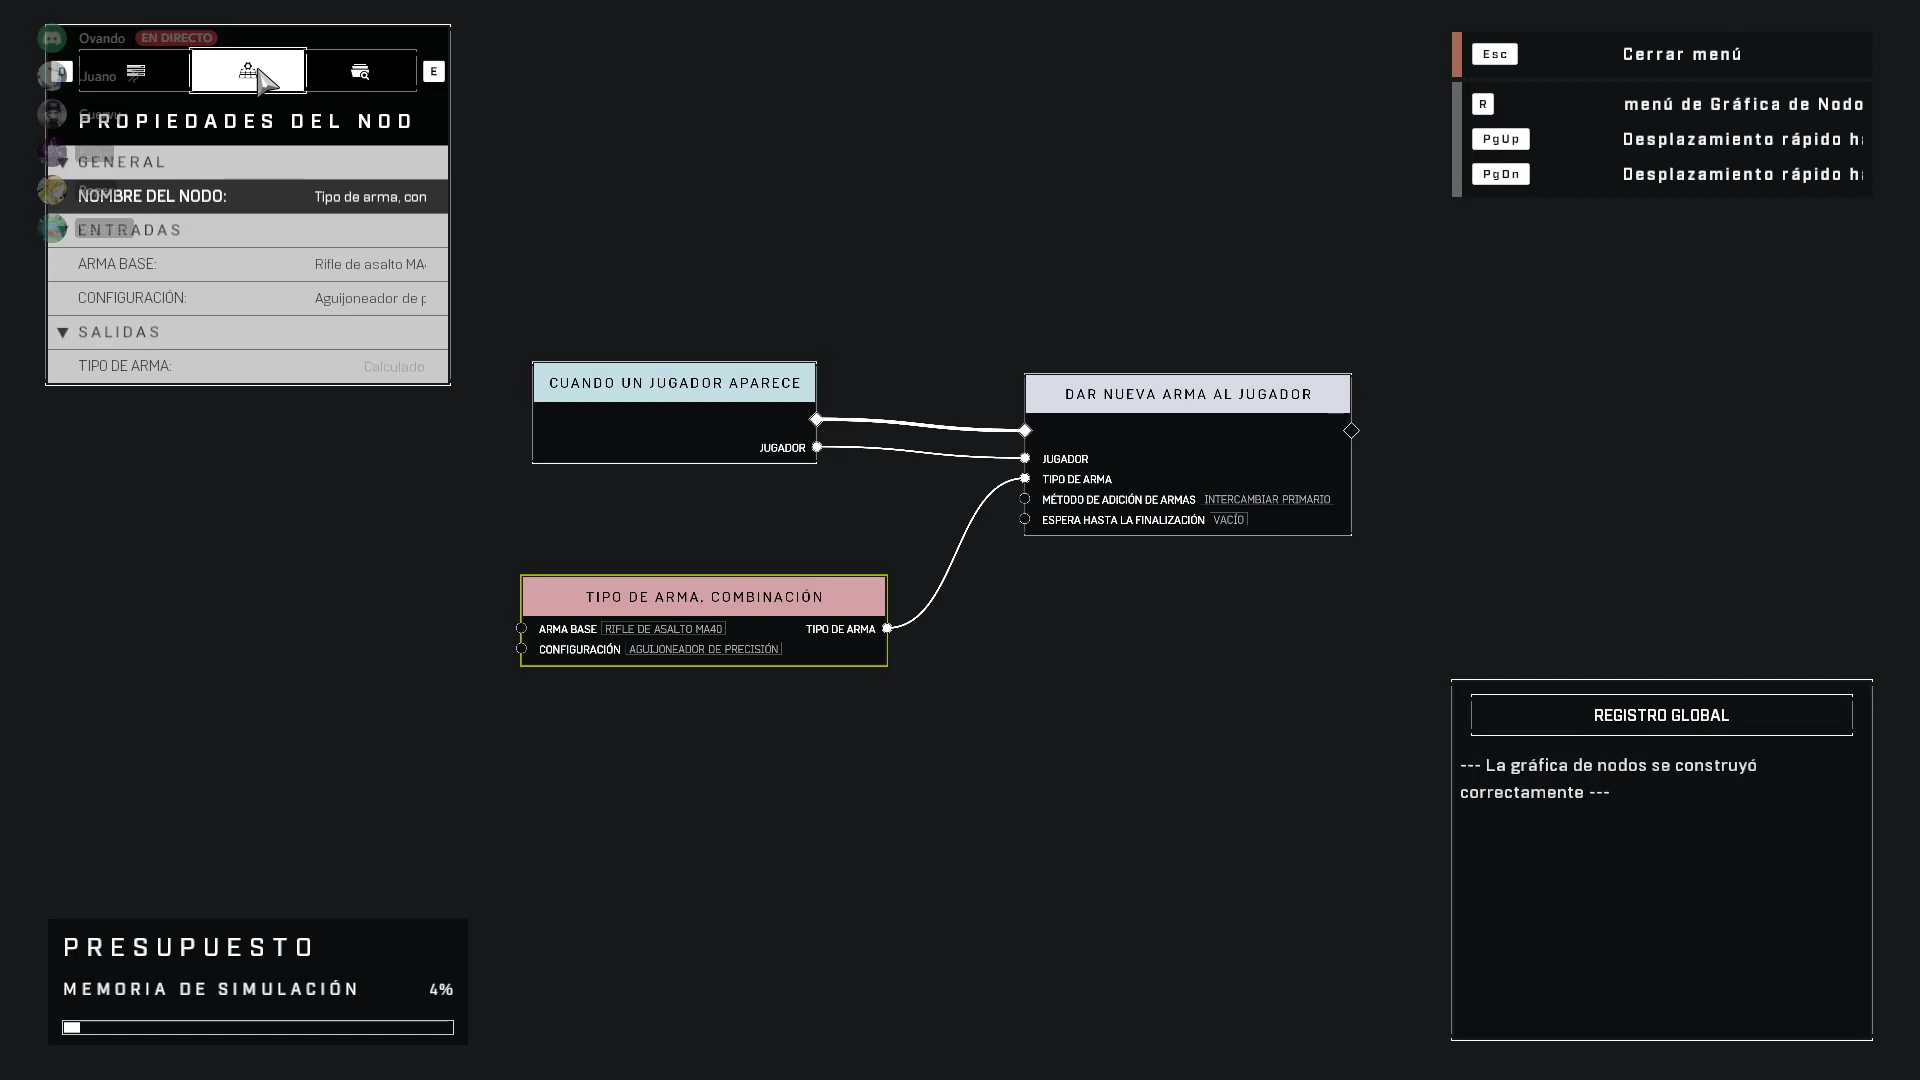 Ovando EN DIRECTO
Juano
E
PROPIEDADES DEL NOD
GENERAL
NOMBRE DEL NODO: Tipo de arma, con
ENTRADAS
ARMA BASE: Rifle de asalto MA4
CONFIGURACIÓN: Aguijoneador de p
SALIDAS
TIPO DE ARMA: Calculado
Esc Cerrar menú
R menú de Gráfica de Nodo
PgUp Desplazamiento rápido ha
PgDn Desplazamiento rápido ha
CUANDO UN JUGADOR APARECE
JUGADOR
DAR NUEVA ARMA AL JUGADOR
JUGADOR
TIPO DE ARMA
MÉTODO DE ADICIÓN DE ARMAS INTERCAMBIAR PRIMARIO
ESPERA HASTA LA FINALIZACIÓN VACÍO
TIPO DE ARMA, COMBINACIÓN
ARMA BASE RIFLE DE ASALTO MA40 TIPO DE ARMA
CONFIGURACIÓN AGUIJONEADOR DE PRECISIÓN
REGISTRO GLOBAL
--- La gráfica de nodos se construyó
correctamente ---
PRESUPUESTO
MEMORIA DE SIMULACIÓN 4%